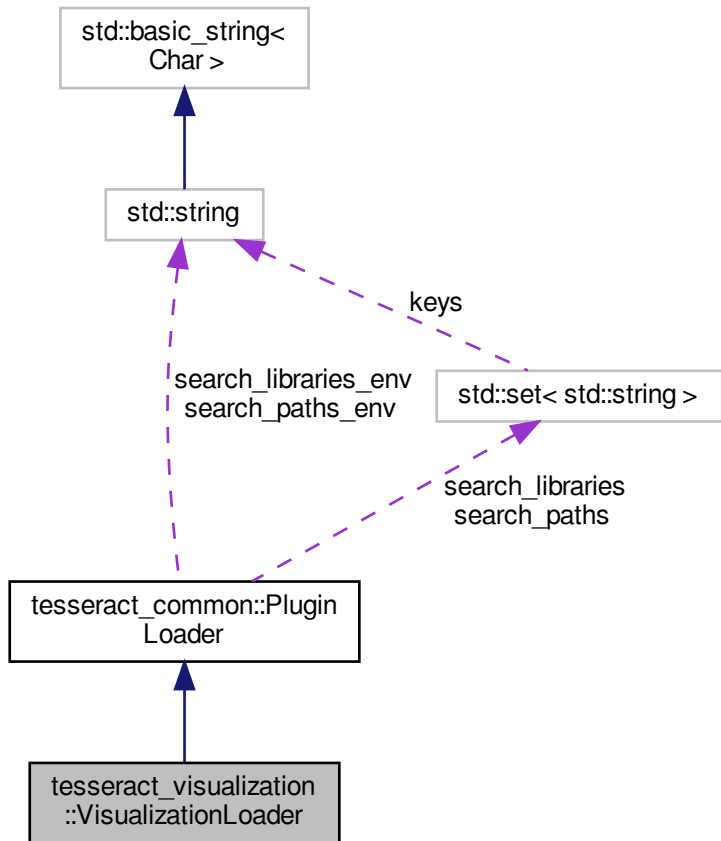 std::basic_string<
Char >
std::string
keys
search_libraries_env
search_paths_env
std::set< std::string >
search_libraries
search_paths
tesseract_common::Plugin
Loader
tesseract_visualization
::VisualizationLoader